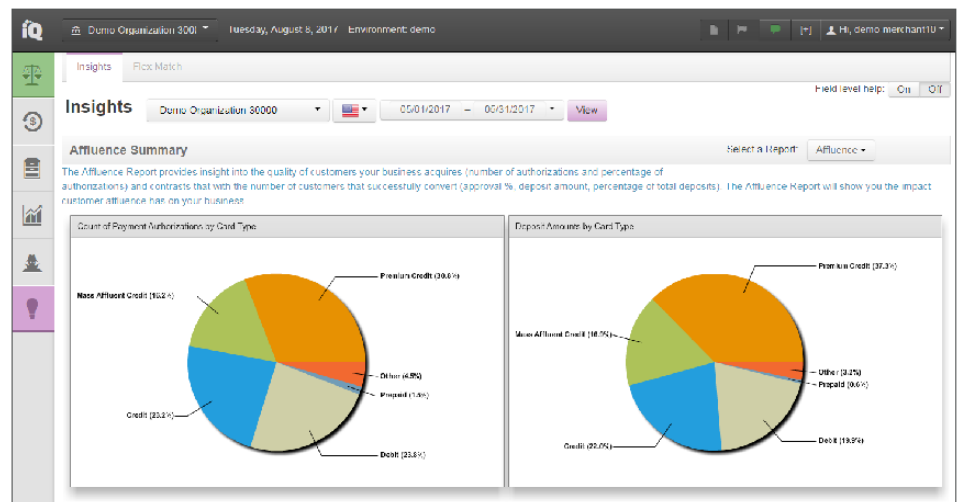 iQ
Demo Organization 300( Tuesday, August 8, 2017 Environment: demo
[+] Hi, demo merchant10
Insights Flex Match
Field level help: On Off
Insights Demo Organization 30000 05/01/2017 – 06/31/2017 View
Affluence Summary
Select a Report: Affluence
The Affluence Report provides insight into the quality of customers your business acquires (number of authorizations and percentage of
authorizations) and contrasts that with the number of customers that successfully convert (approval %, deposit amount, percentage of total deposits). The Affluence Report will show you the impact
customer affluence has on your business
Count of Payment Authorizations by Card Type
Premium Credit (30.8%)
Mass Affluent Credit (16.2%)
Other (4.5%)
Prepaid
Credit (23.2%)
Debit (23.8%)
Deposit Amounts by Card Type
Premium Credit (37.3%)
Mass Affluent Credit (16.9%)
Other
Prepaid (0.6%)
Debit (19.9%)
Credit (22.0%)